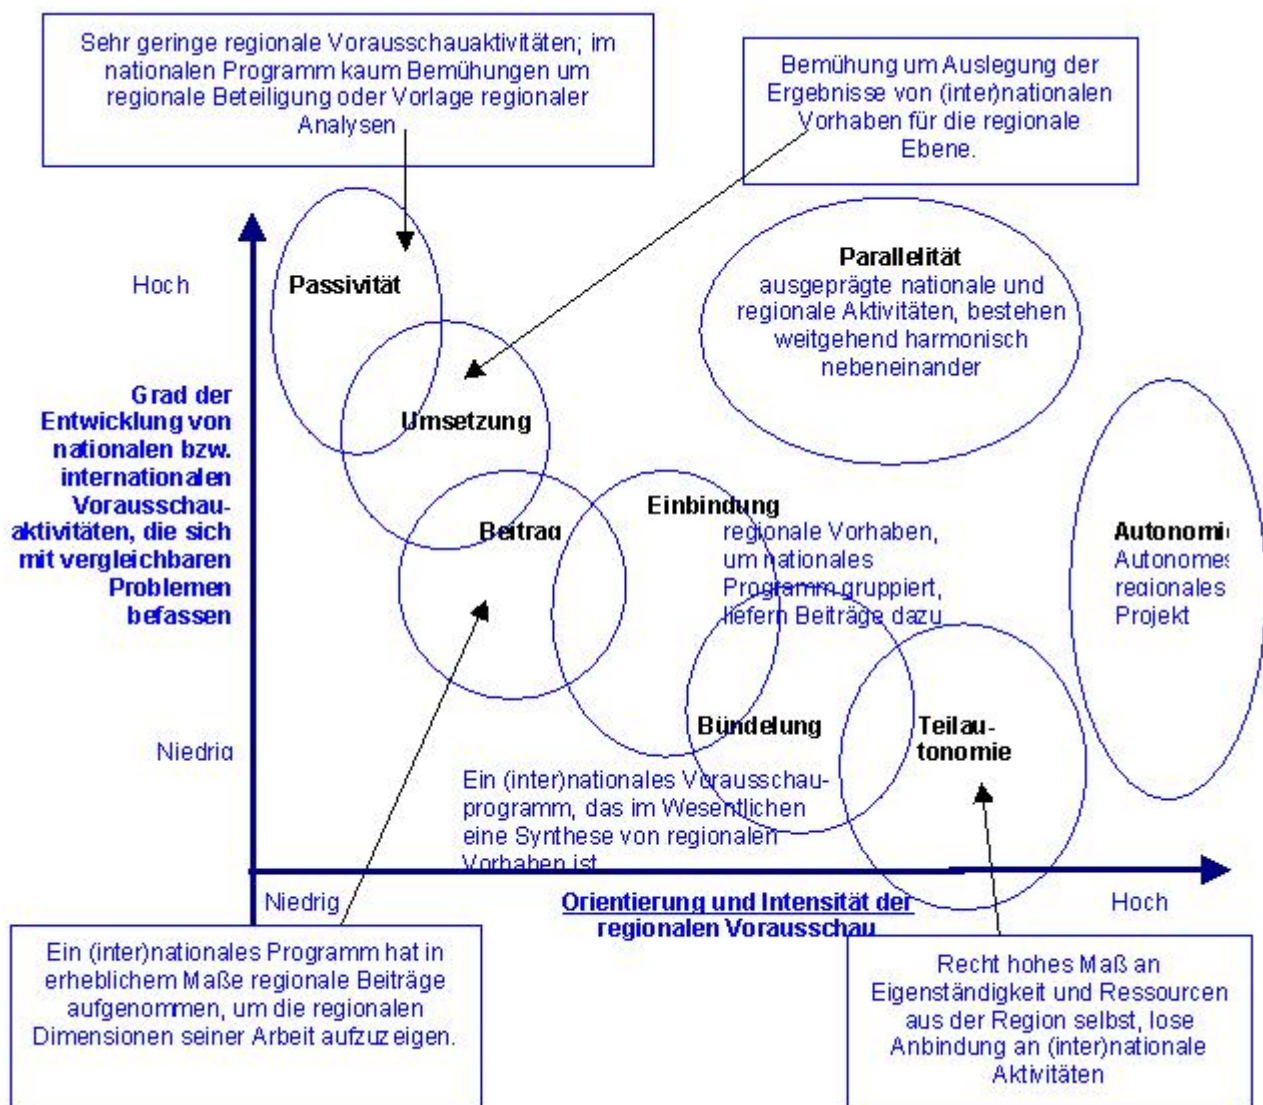 Sehr geringe regionale Vorausschauaktivitäten; im
nationalen Programm kaum Bemühungen um
regionale Beteiligung oder Vorlage regionaler
Analysen
Bemühung um Auslegung der
Ergebnisse von (inter)nationalen
Vorhaben für die regionale
Ebene.
Hoch
Passivität
Parallelität
ausgeprägte nationale und
regionale Aktivitäten, bestehen
weitgehend harmonisch
nebeneinander
Grad der
Entwicklung von
nationalen bzw.
internationalen
Vorausschau-
aktivitäten, die sich
mit vergleichbaren
Problemen
befassen
Umsetzung
Beitrag
Einbindung
regionale Vorhaben,
um nationales
Programm gruppiert,
liefern Beiträge dazu
Autonomie
Autonomes
regionales
Projekt
Bündelung
Teilau-
tonomie
Niedrig
Ein (inter)nationales Vorausschau-
programm, das im Wesentlichen
eine Synthese von regionalen
Vorhaben ist
Niedrig
Orientierung und Intensität der
regionalen Vorausschau
Hoch
Ein (inter)nationales Programm hat in
erheblichem Maße regionale Beiträge
aufgenommen, um die regionalen
Dimensionen seiner Arbeit aufzuzeigen.
Recht hohes Maß an
Eigenständigkeit und Ressourcen
aus der Region selbst, lose
Anbindung an (inter)nationale
Aktivitäten